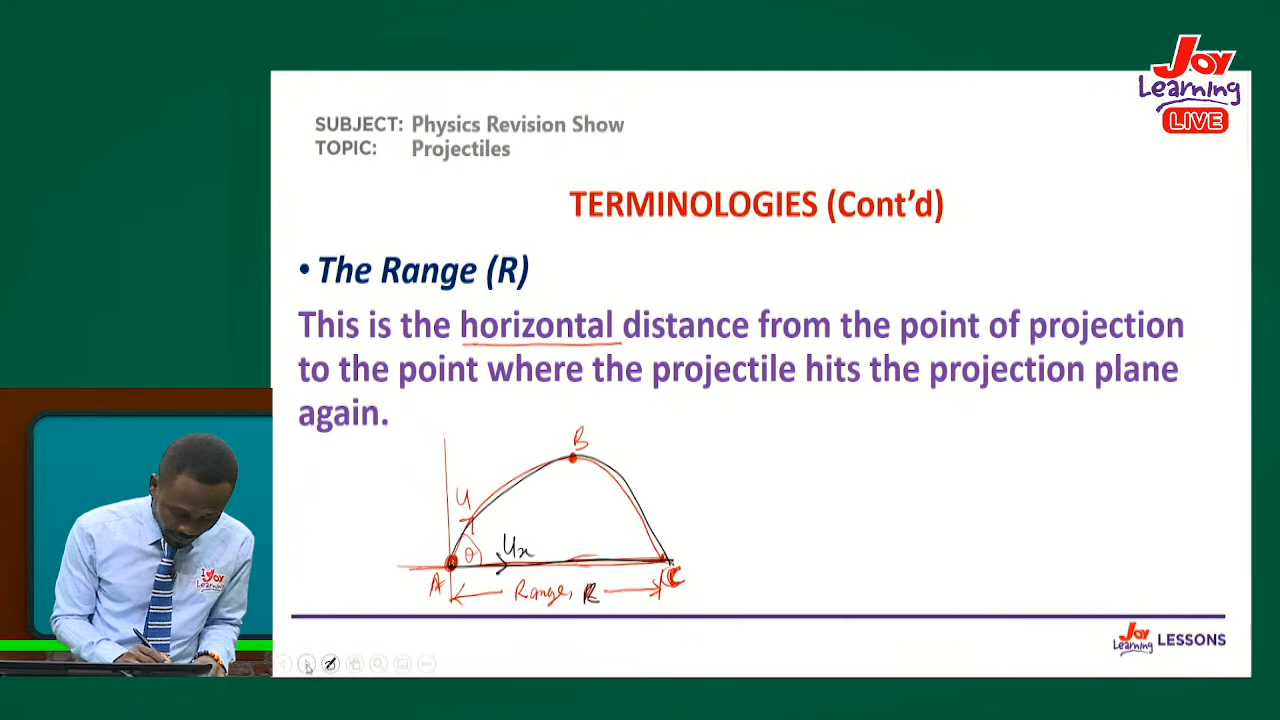 Joy
Learning
LIVE
SUBJECT: Physics Revision Show
TOPIC: Projectiles
TERMINOLOGIES (Cont’d)
• The Range (R)
This is the horizontal distance from the point of projection
to the point where the projectile hits the projection plane
again.
B
U
θ
Ux
A
C
Range, R
I
Joy
Learning
Joy
Learning LESSONS